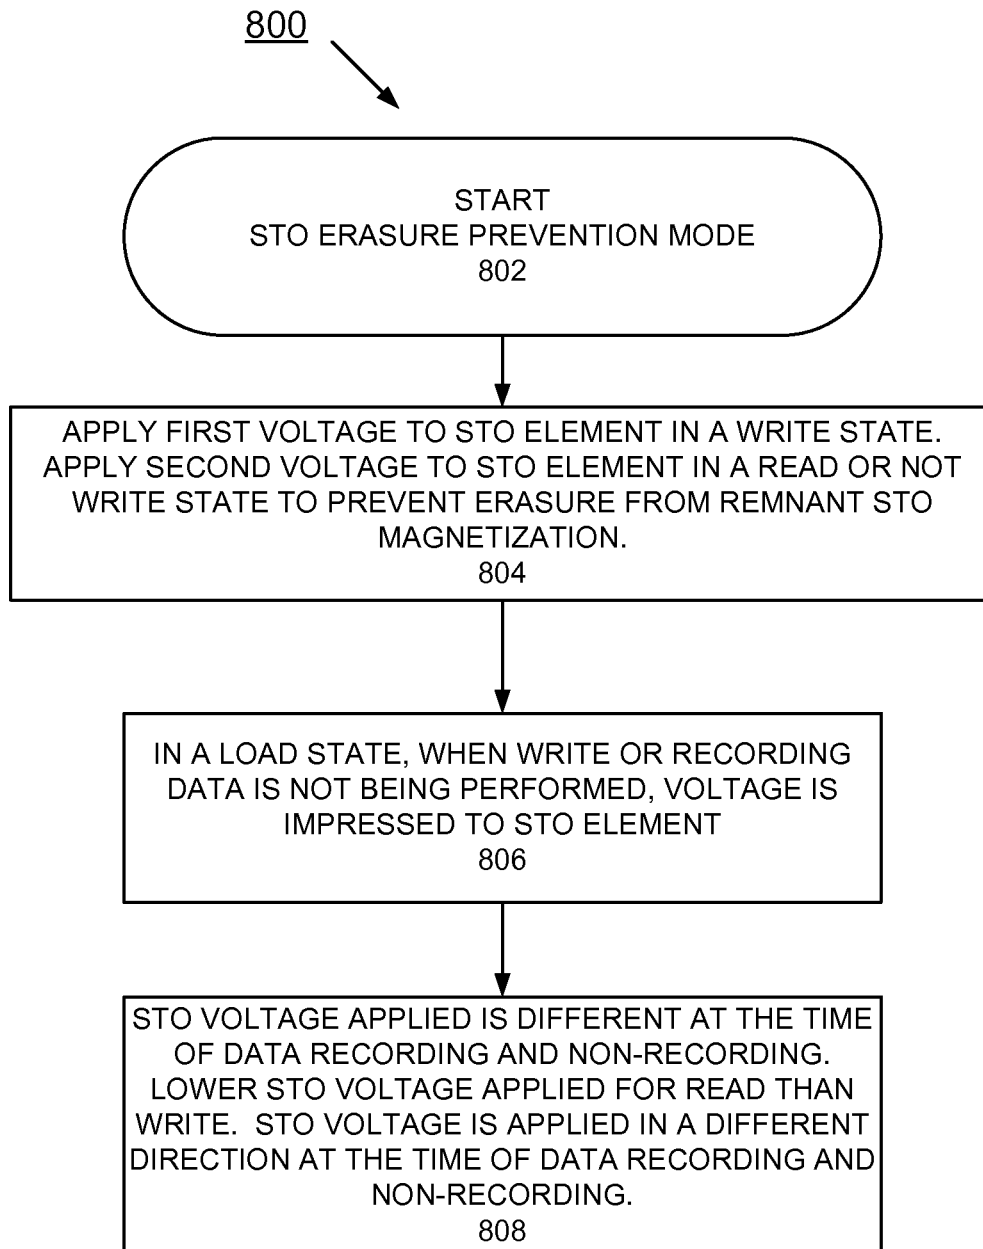 800
START
STO ERASURE PREVENTION MODE
802
APPLY FIRST VOLTAGE TO STO ELEMENT IN A WRITE STATE.
APPLY SECOND VOLTAGE TO STO ELEMENT IN A READ OR NOT
WRITE STATE TO PREVENT ERASURE FROM REMNANT STO
MAGNETIZATION.
804
IN A LOAD STATE, WHEN WRITE OR RECORDING
DATA IS NOT BEING PERFORMED, VOLTAGE IS
IMPRESSED TO STO ELEMENT
806
STO VOLTAGE APPLIED IS DIFFERENT AT THE TIME
OF DATA RECORDING AND NON-RECORDING.
LOWER STO VOLTAGE APPLIED FOR READ THAN
WRITE.  STO VOLTAGE IS APPLIED IN A DIFFERENT
DIRECTION AT THE TIME OF DATA RECORDING AND
NON-RECORDING.
808